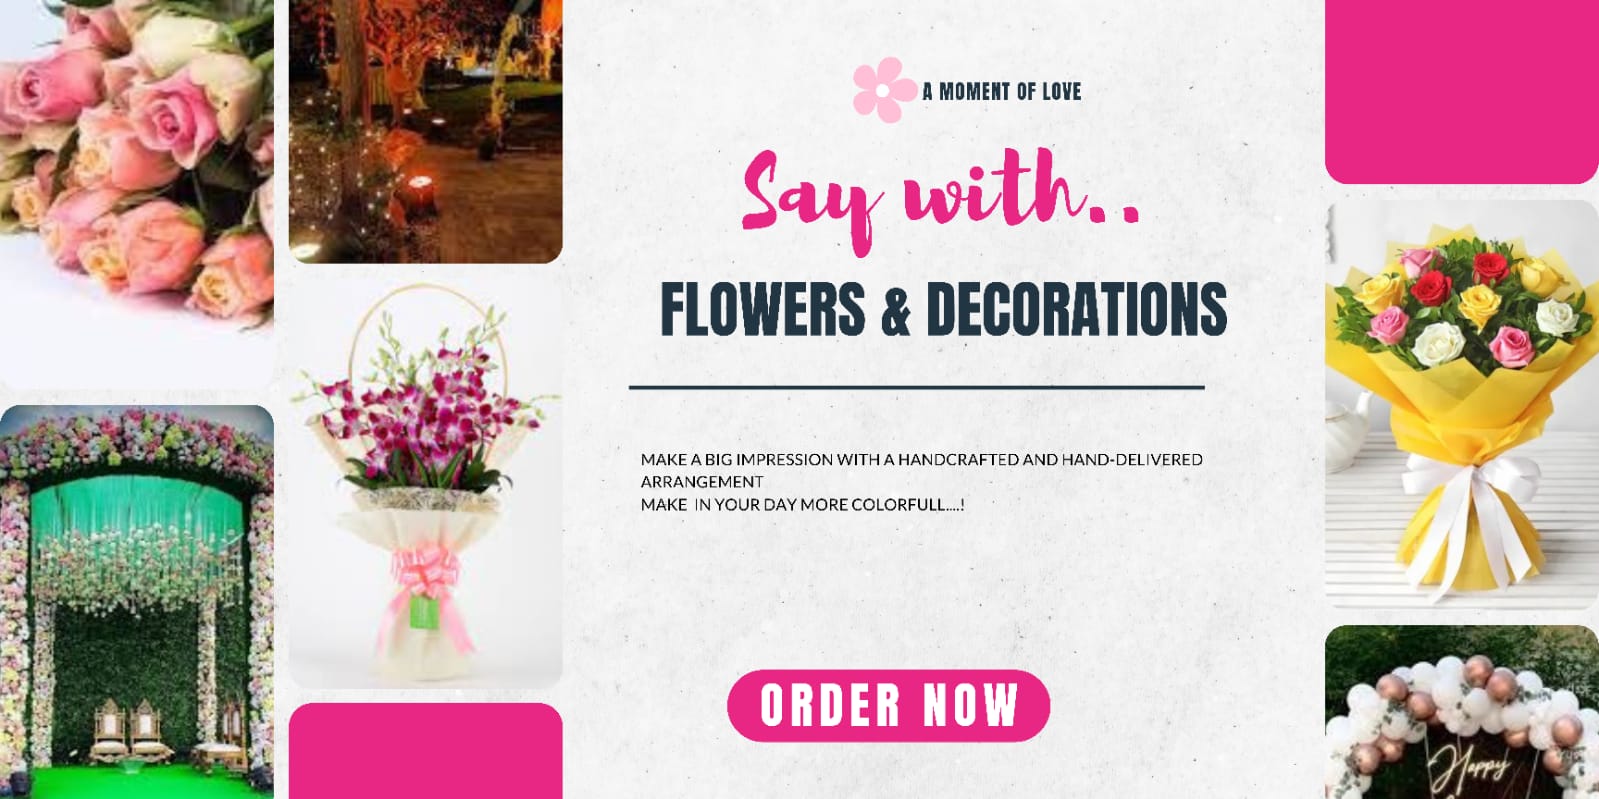 A MOMENT OF LOVE
Say with..
FLOWERS & DECORATIONS
MAKE A BIG IMPRESSION WITH A HANDCRAFTED AND HAND-DELIVERED
ARRANGEMENT
MAKE IN YOUR DAY MORE COLORFULL....!
ORDER NOW
Happy